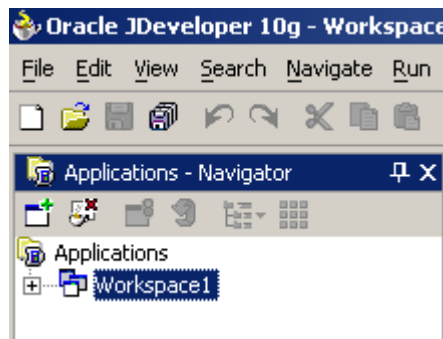 Oracle JDeveloper 10g - Workspace
File Edit View Search Navigate Run
Applications - Navigator
Applications
Workspace1